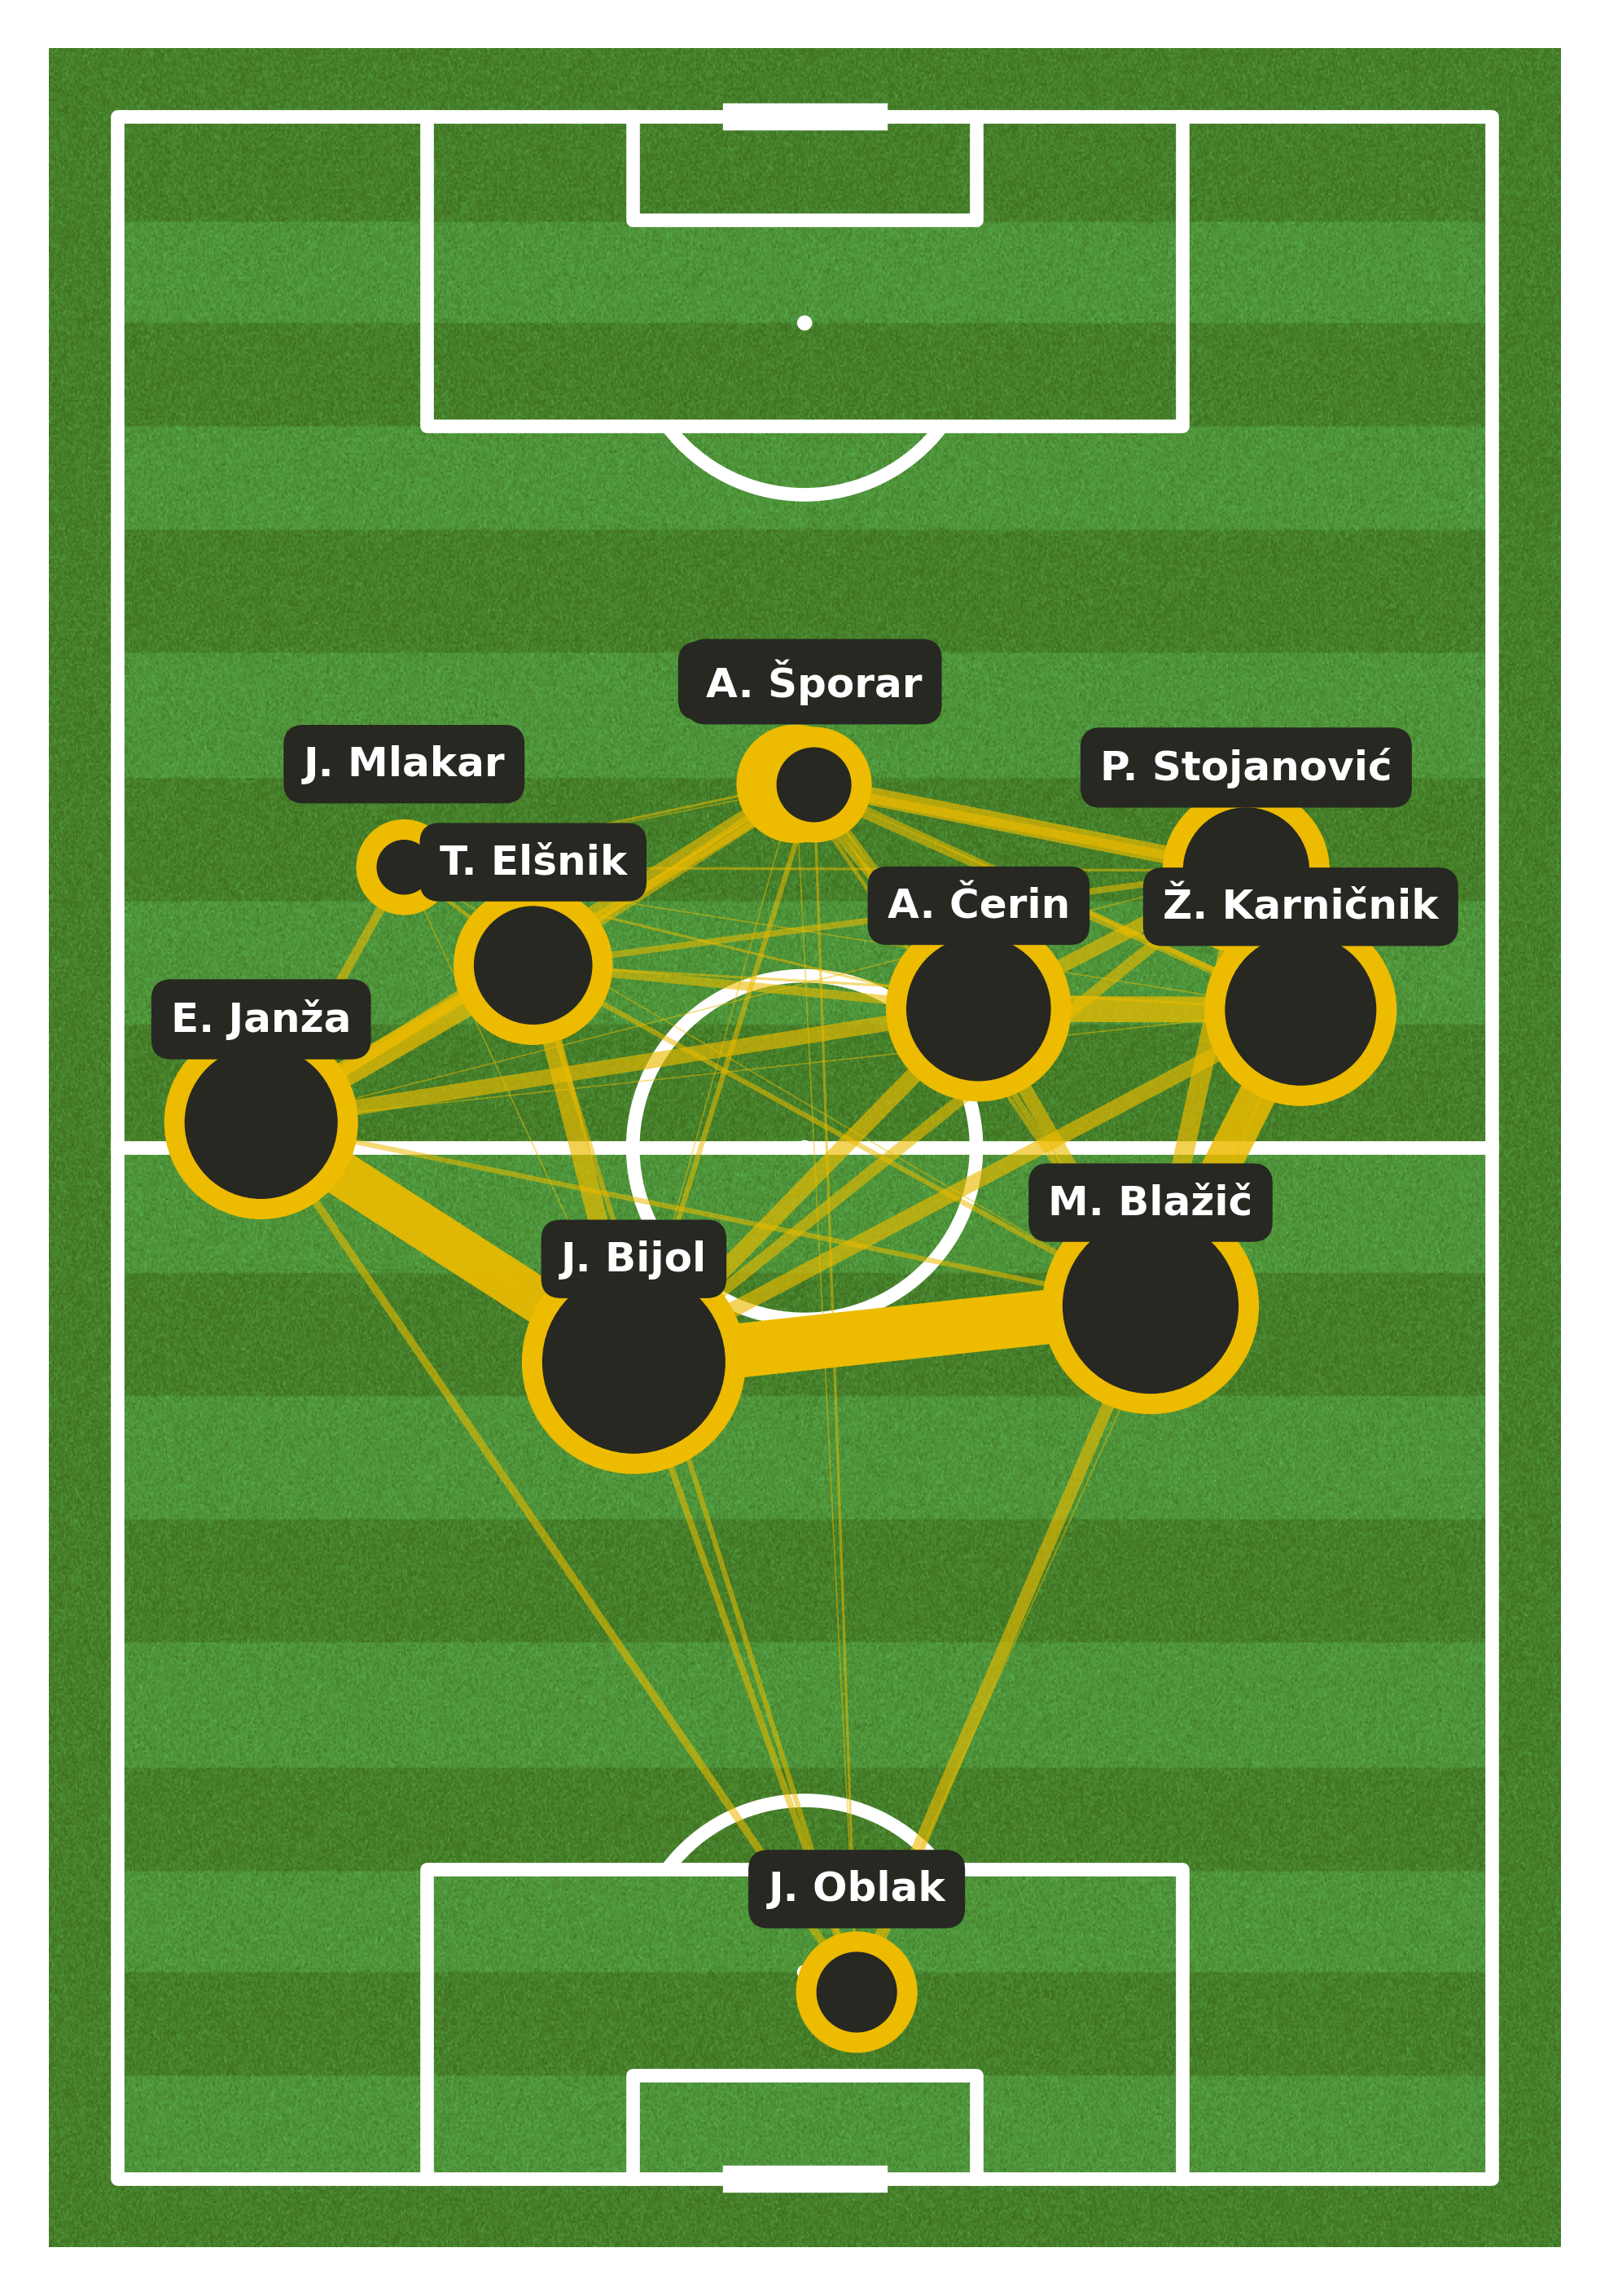 A. Šporar
J. Mlakar
P. Stojanović
T. Elšnik
A. Čerin
Ž. Karničnik
E. Janža
M. Blažič
J. Bijol
J. Oblak